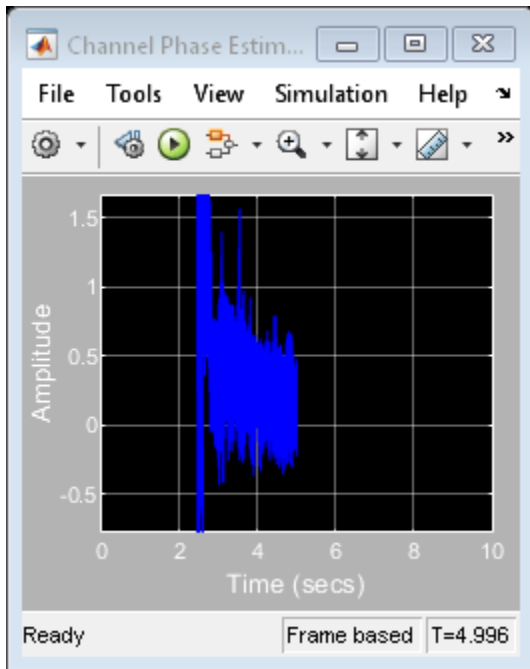 Channel Phase Estim...
File Tools View Simulation Help
1.5
1
0.5
0
-0.5
Amplitude
0 2 4 6 8 10
Time (secs)
Ready Frame based T=4.996